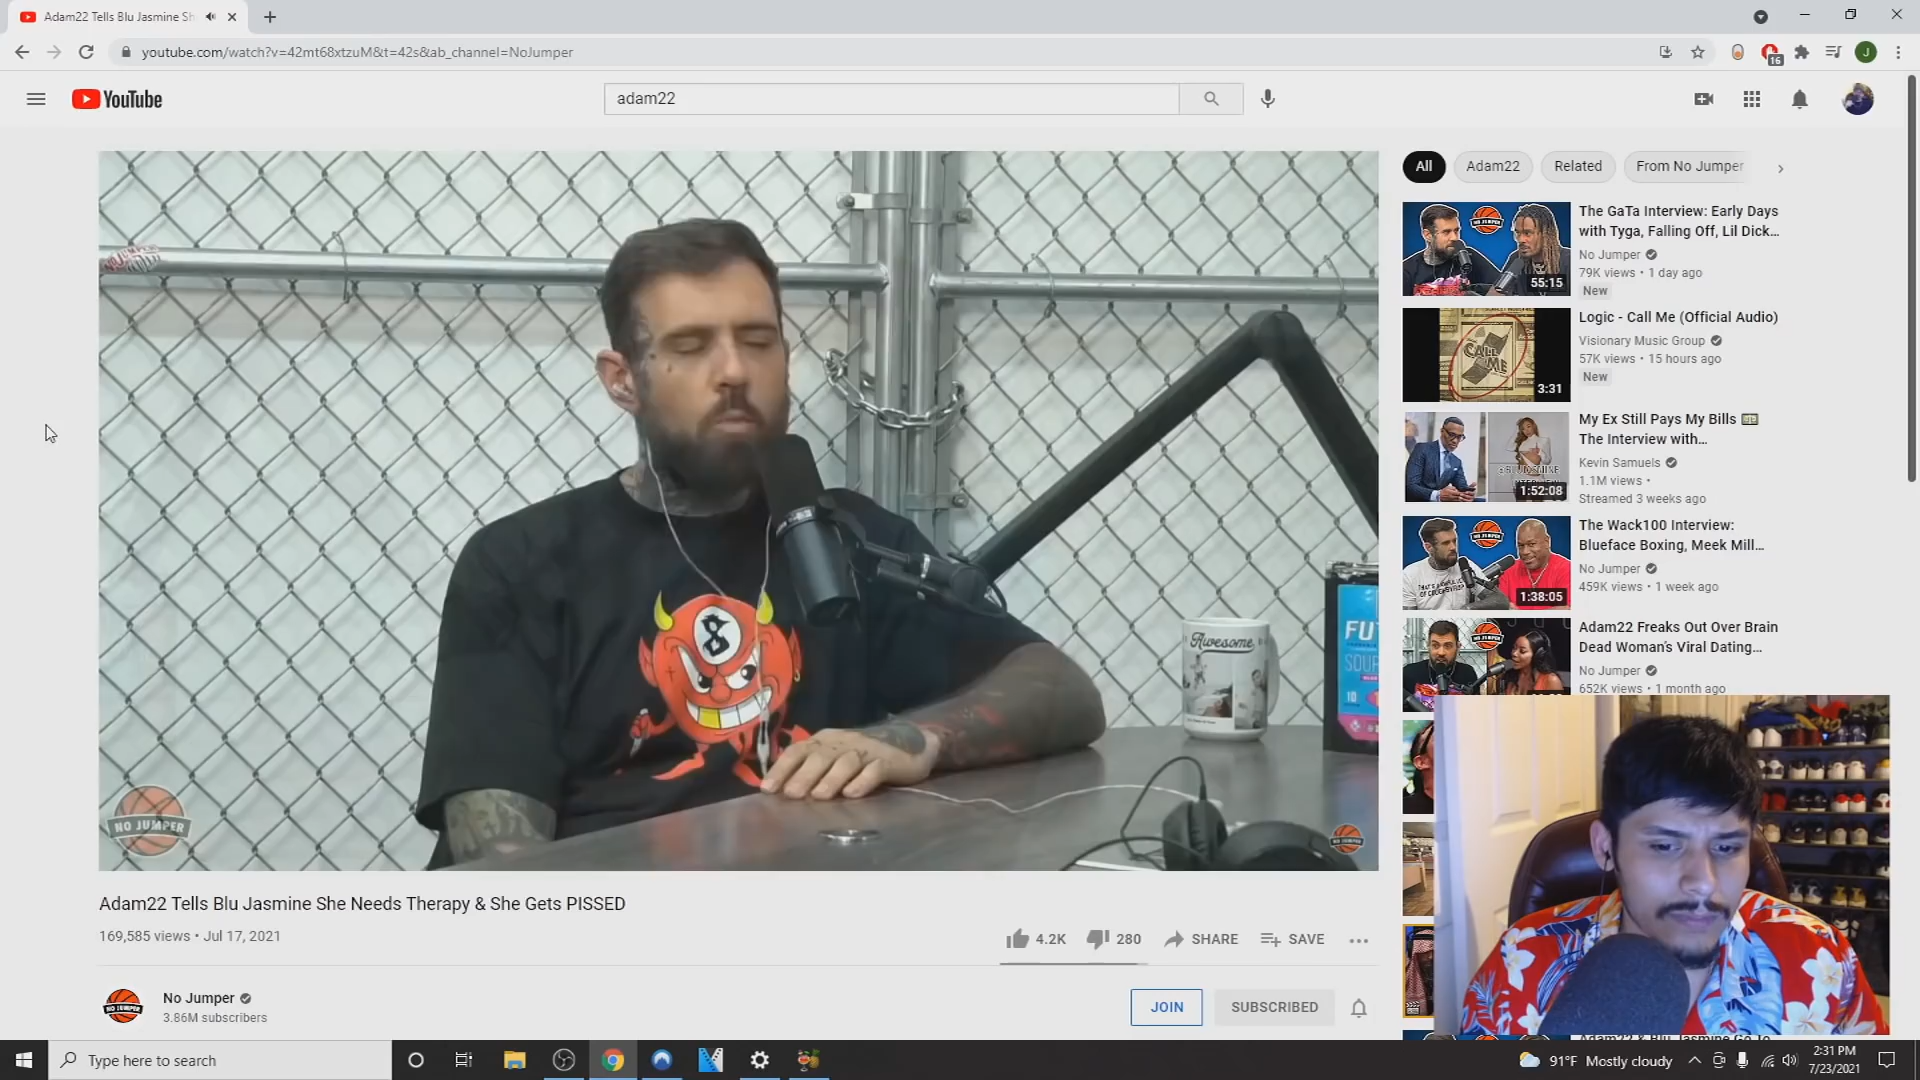 Adam22 Tells Blu Jasmine Sh
youtube.com/watch?v=42mt68xtzuM&t=42s&ab_channel=NoJumper
16
J
YouTube
adam22
All
Adam22
Related
From No Jumper
The GaTa Interview: Early Days
with Tyga, Falling Off, Lil Dick...
No Jumper
79K views • 1 day ago
New
55:15
Logic - Call Me (Official Audio)
Visionary Music Group
57K views • 15 hours ago
New
CALL
ME
3:31
My Ex Still Pays My Bills
The Interview with...
Kevin Samuels
1.1M views •
Streamed 3 weeks ago
1:52:08
The Wack100 Interview:
Blueface Boxing, Meek Mill...
No Jumper
459K views • 1 week ago
1:38:05
Adam22 Freaks Out Over Brain
Dead Woman's Viral Dating...
No Jumper
652K views • 1 month ago
8
Awesome
FU
SOUR
10
NO JUMPER
Adam22 Tells Blu Jasmine She Needs Therapy & She Gets PISSED
169,585 views • Jul 17, 2021
4.2K
280
SHARE
SAVE
No Jumper
3.86M subscribers
JOIN
SUBSCRIBED
Type here to search
91°F Mostly cloudy
2:31 PM
7/23/2021